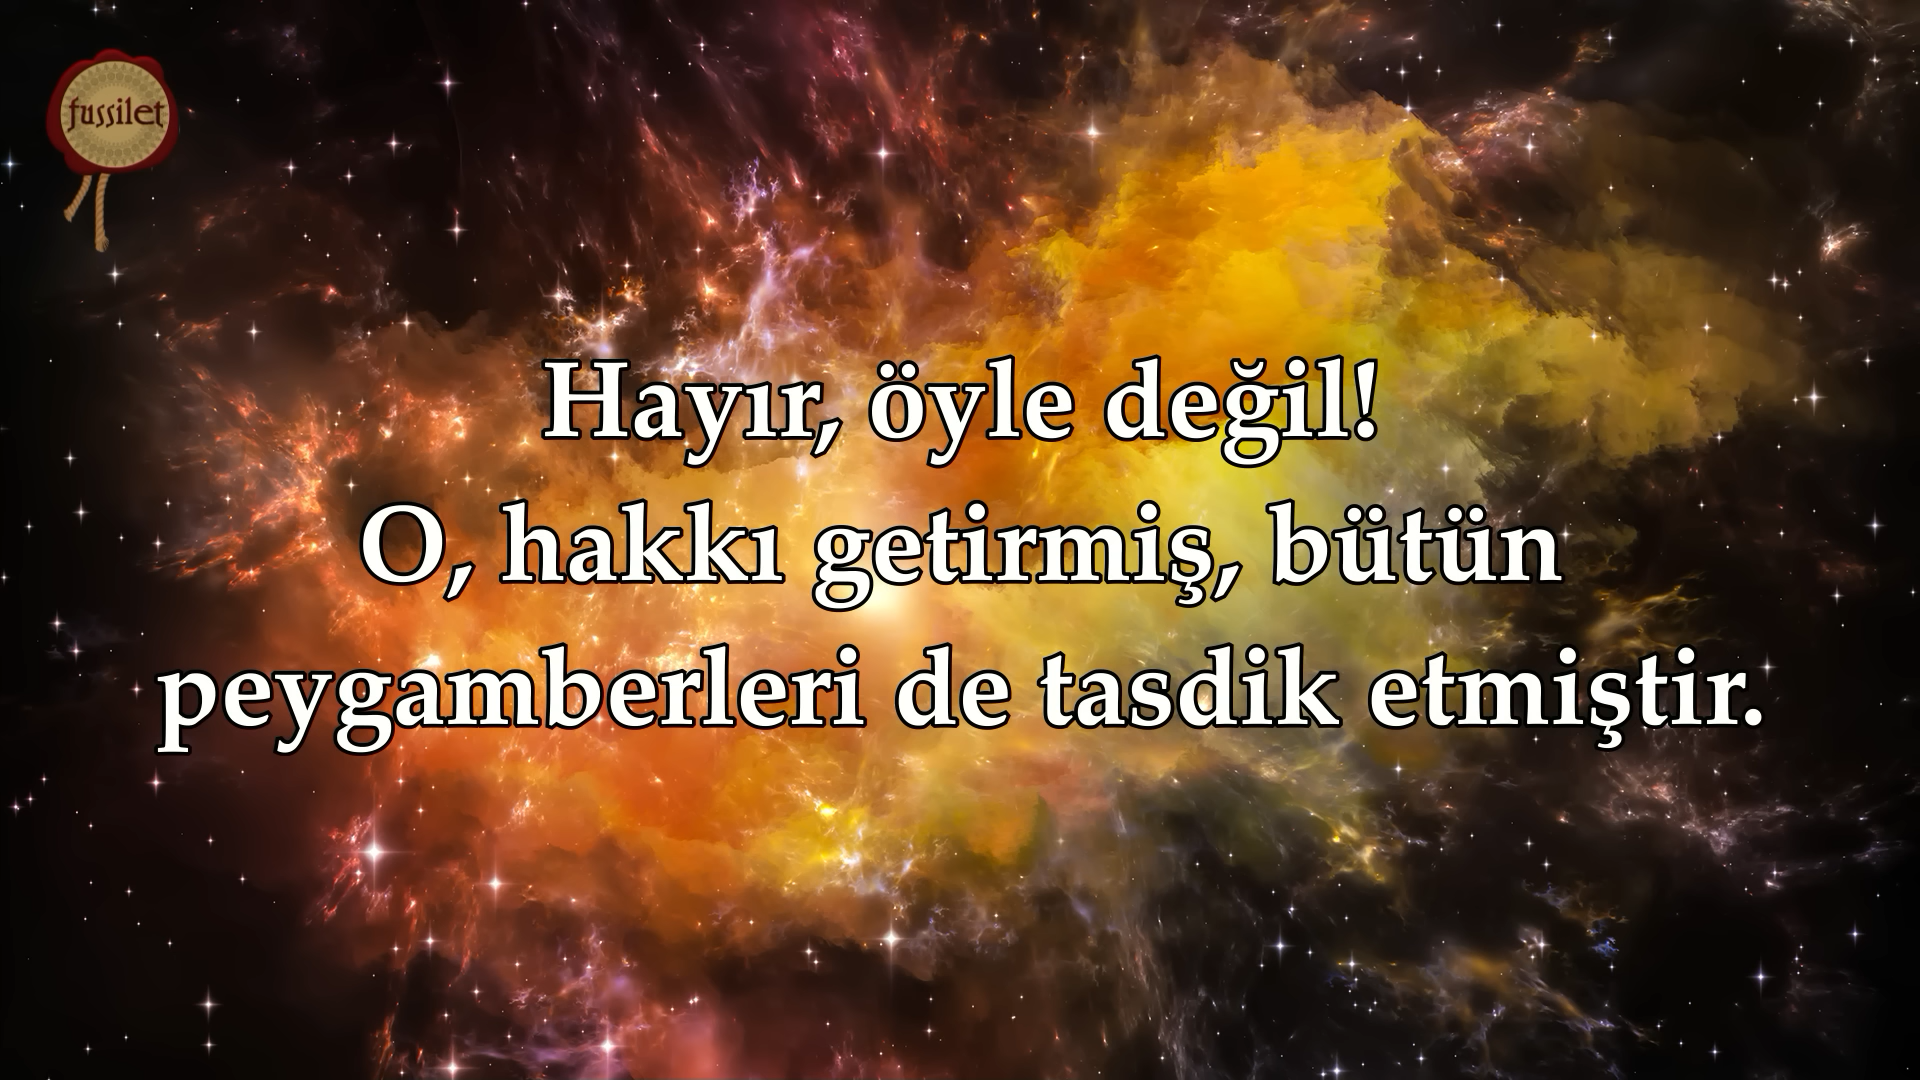 fussilet
Hayır, öyle değil!
O, hakkı getirmiş, bütün
peygamberleri de tasdik etmiştir.